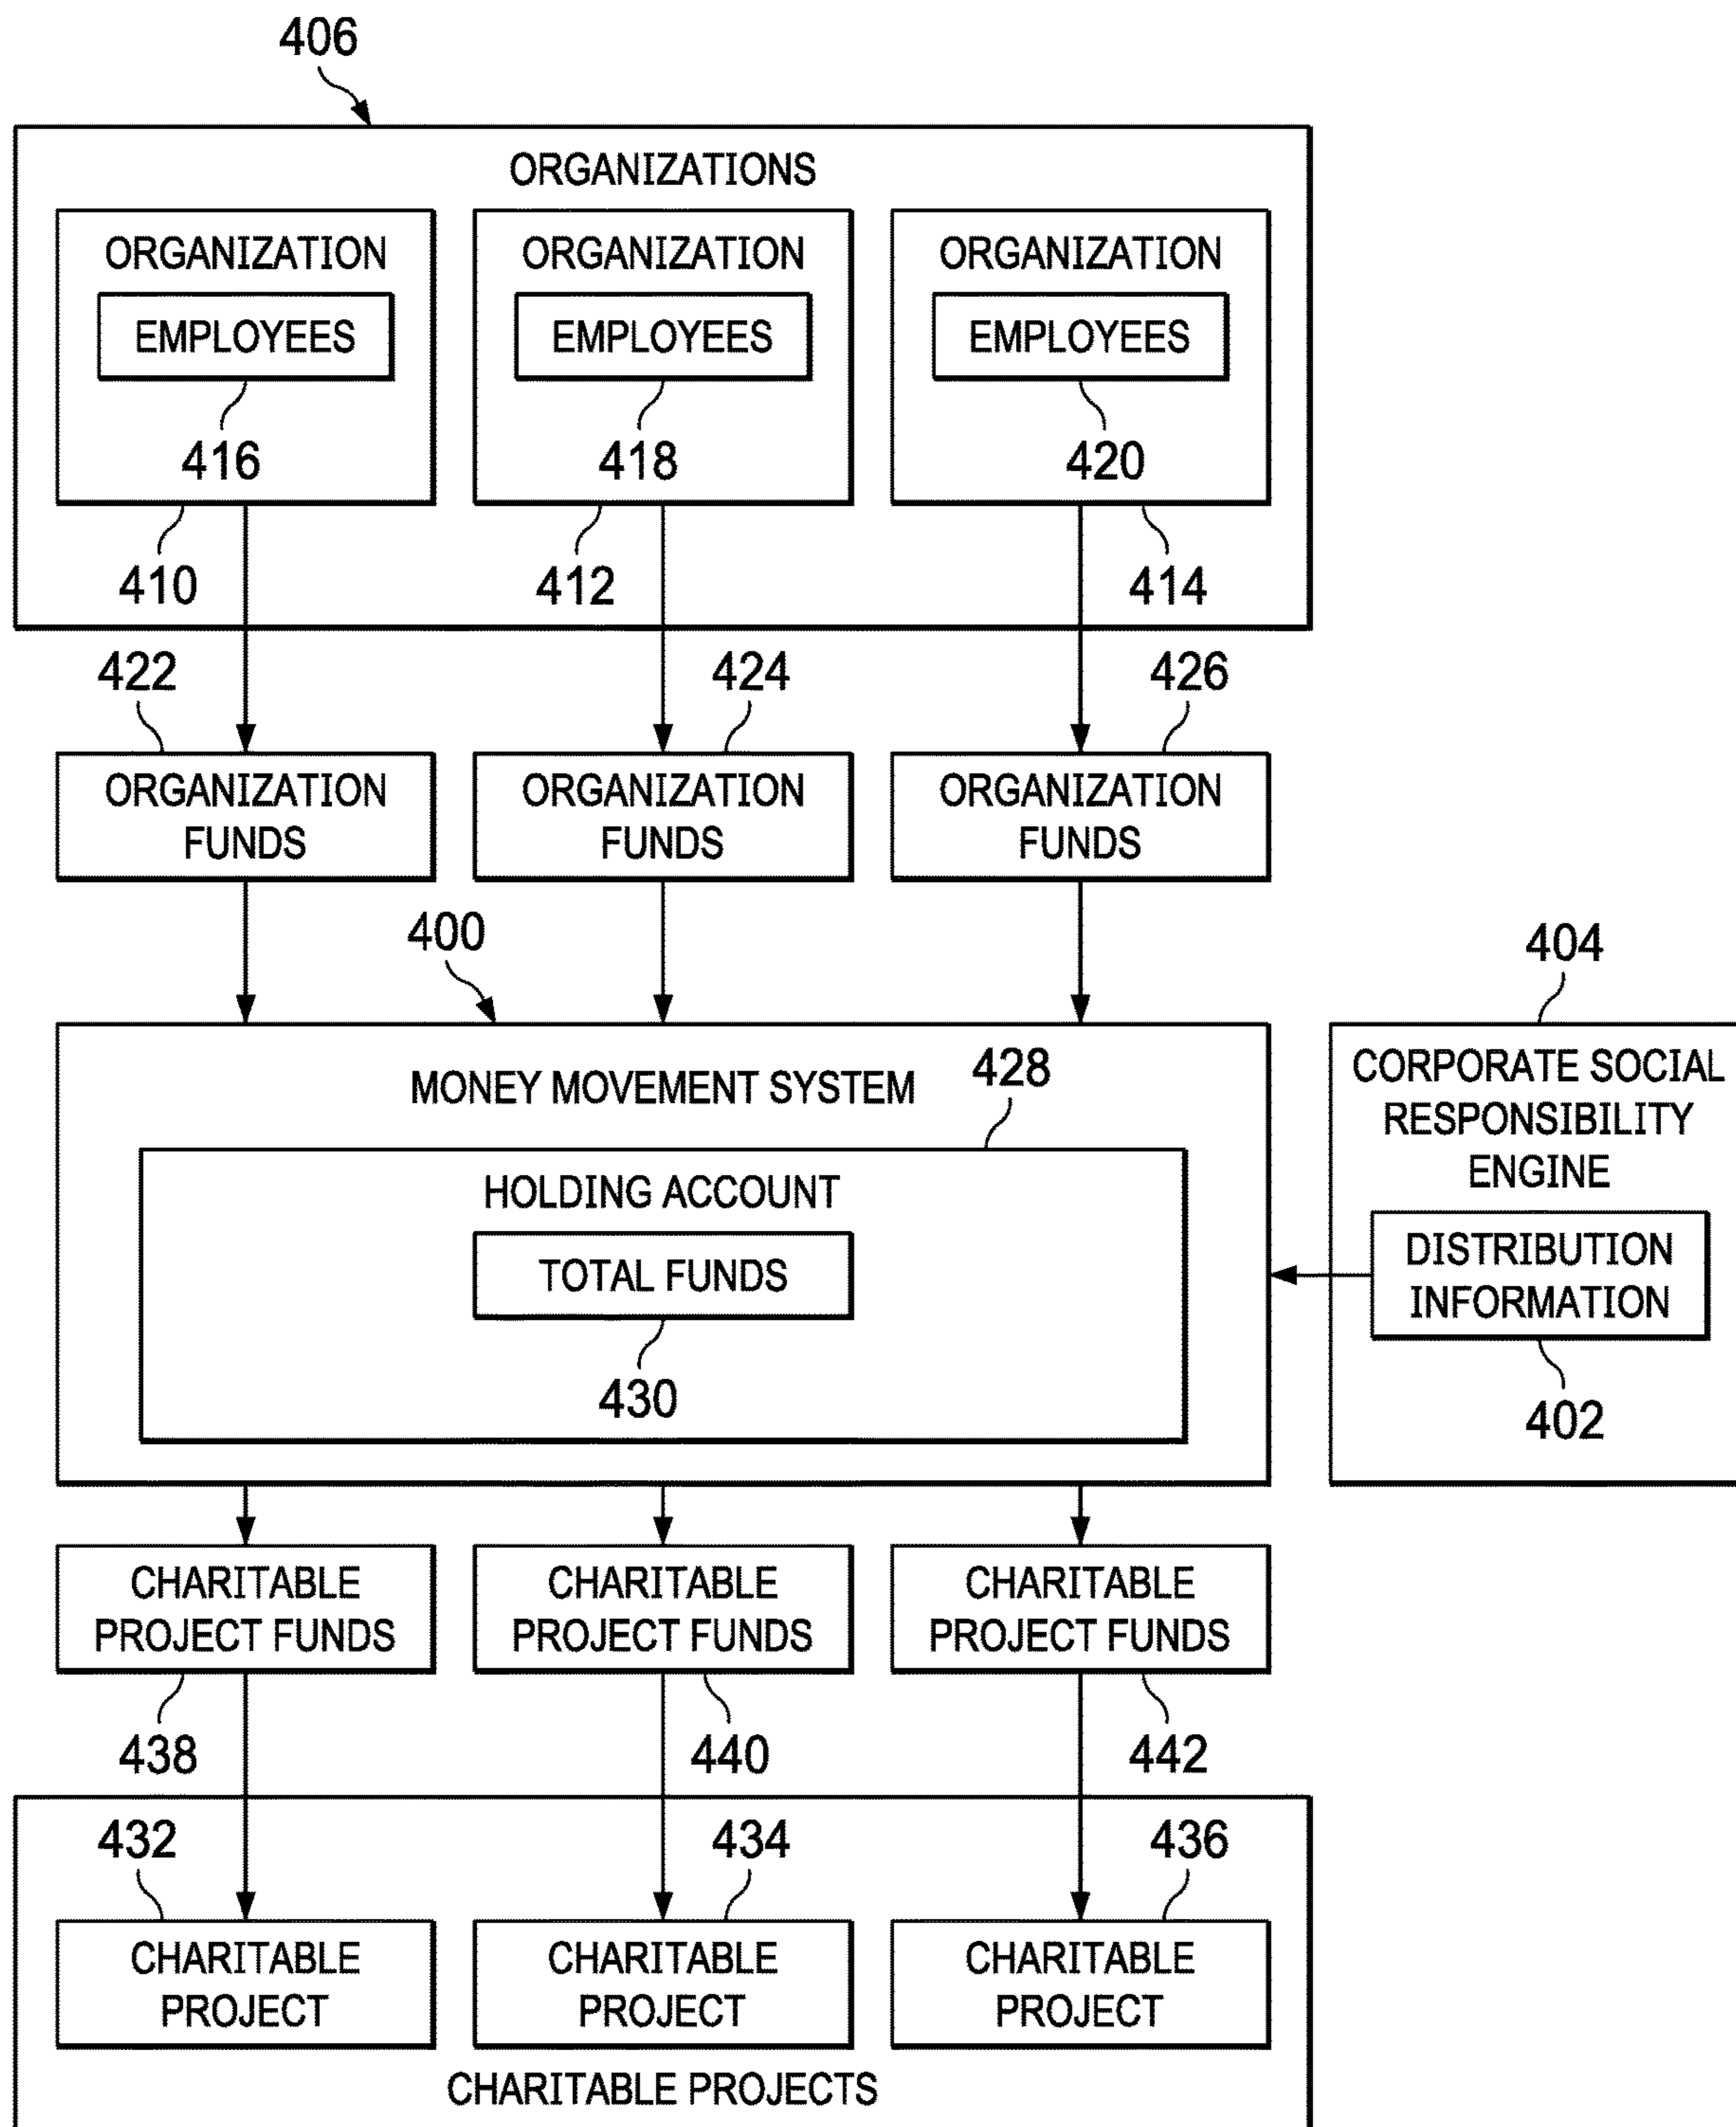 406
ORGANIZATIONS
ORGANIZATION
EMPLOYEES
416
410
ORGANIZATION
EMPLOYEES
418
412
ORGANIZATION
EMPLOYEES
420
414
422
ORGANIZATION
FUNDS
424
ORGANIZATION
FUNDS
426
ORGANIZATION
FUNDS
400
MONEY MOVEMENT SYSTEM
428
HOLDING ACCOUNT
TOTAL FUNDS
430
404
CORPORATE SOCIAL
RESPONSIBILITY
ENGINE
DISTRIBUTION
INFORMATION
402
CHARITABLE
PROJECT FUNDS
438
CHARITABLE
PROJECT FUNDS
440
CHARITABLE
PROJECT FUNDS
442
432
CHARITABLE
PROJECT
434
CHARITABLE
PROJECT
436
CHARITABLE
PROJECT
CHARITABLE PROJECTS